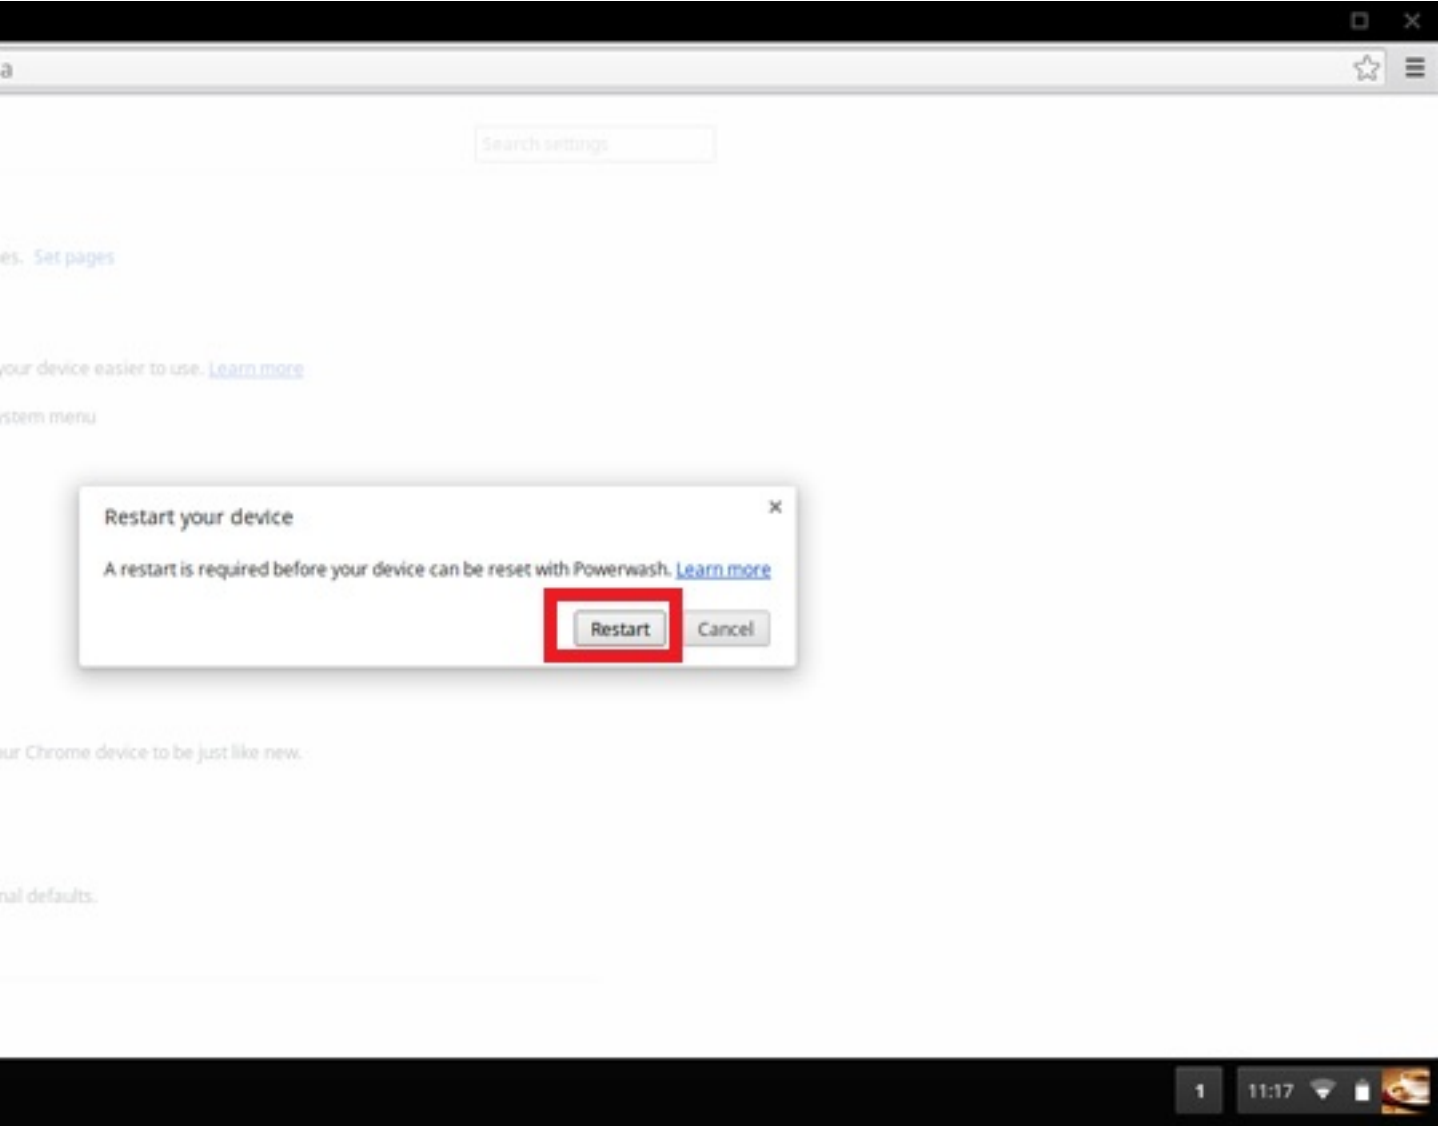 a
Search settings
es. Set pages
your device easier to use. Learn more
ystem menu
Restart your device
A restart is required before your device can be reset with Powerwash. Learn more
Restart Cancel
ur Chrome device to be just like new.
nal defaults.
1 11:17